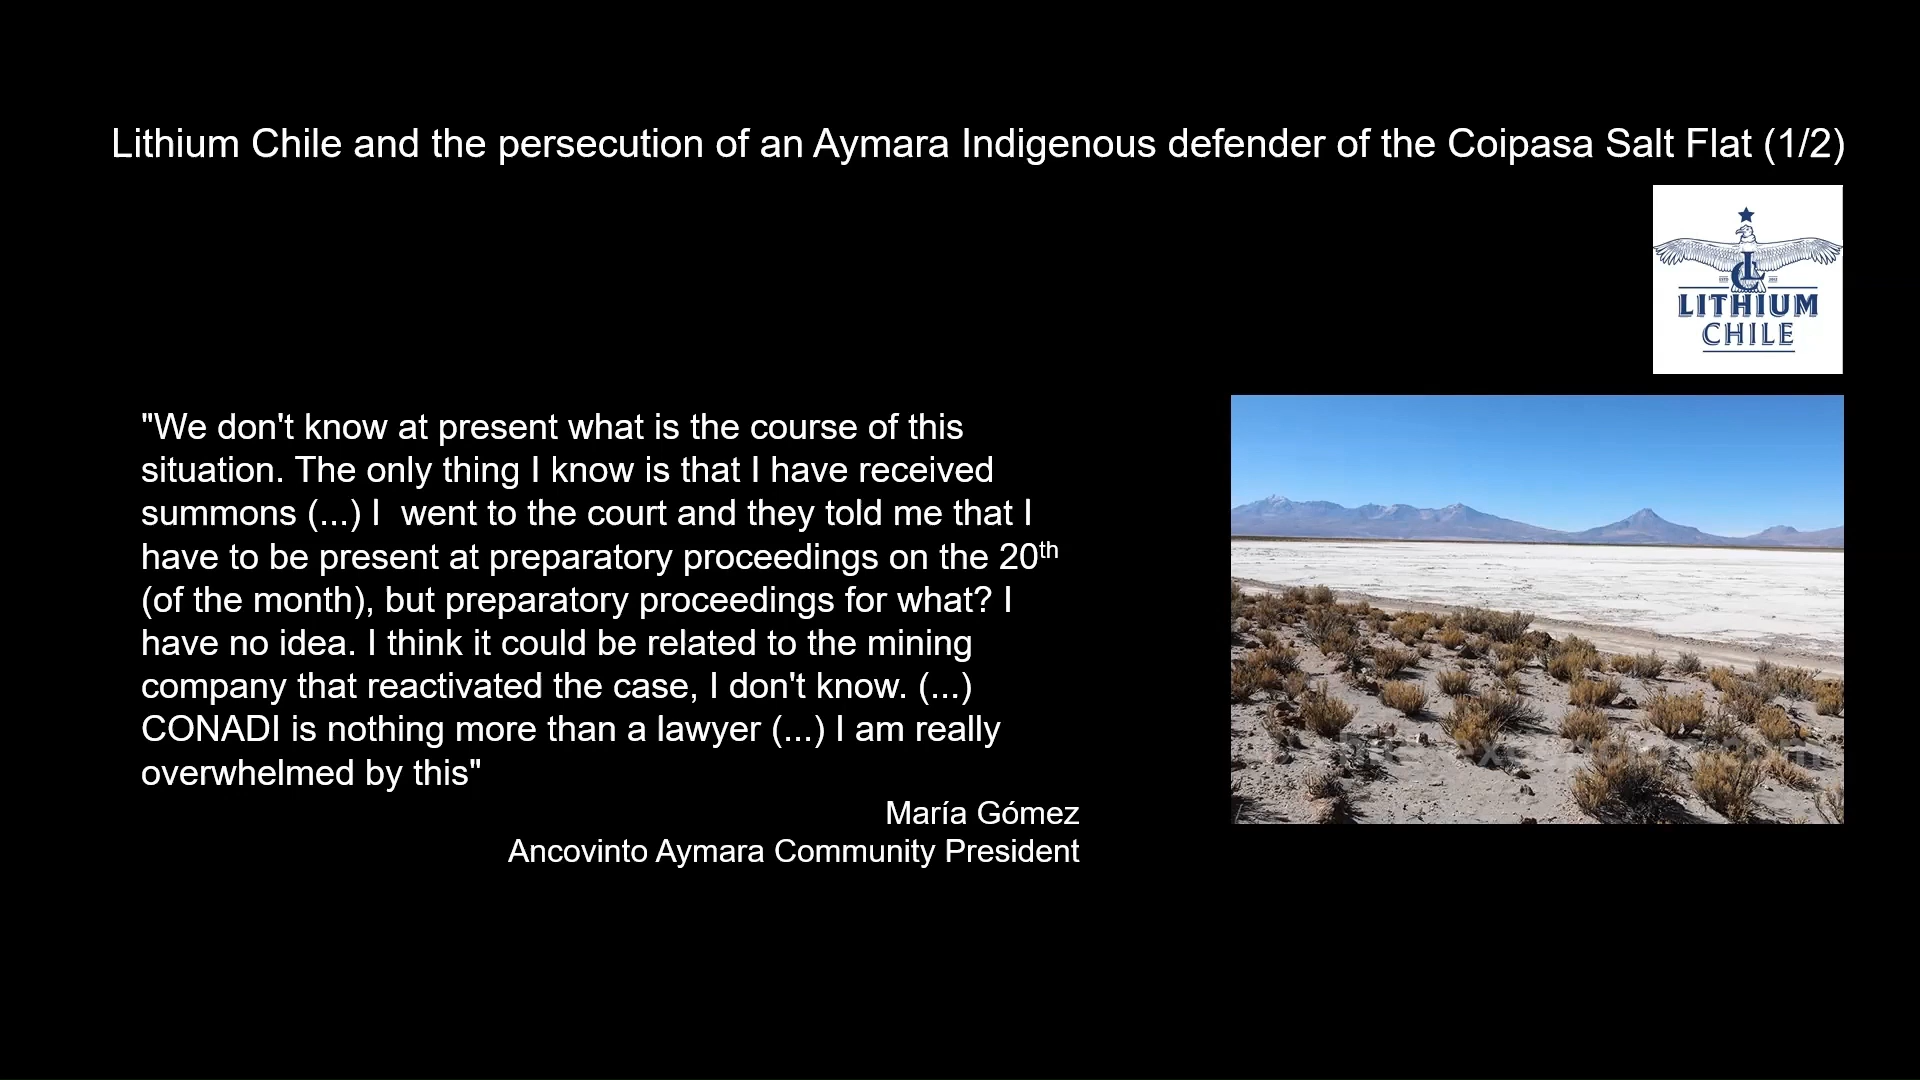 Lithium Chile and the persecution of an Aymara Indigenous defender of the Coipasa Salt Flat (1/2)
LITHIUM
CHILE
"We don't know at present what is the course of this
situation. The only thing I know is that I have received
summons (...) I  went to the court and they told me that I
have to be present at preparatory proceedings on the 20th
(of the month), but preparatory proceedings for what? I
have no idea. I think it could be related to the mining
company that reactivated the case, I don't know. (...)
CONADI is nothing more than a lawyer (...) I am really
overwhelmed by this"
María Gómez
Ancovinto Aymara Community President